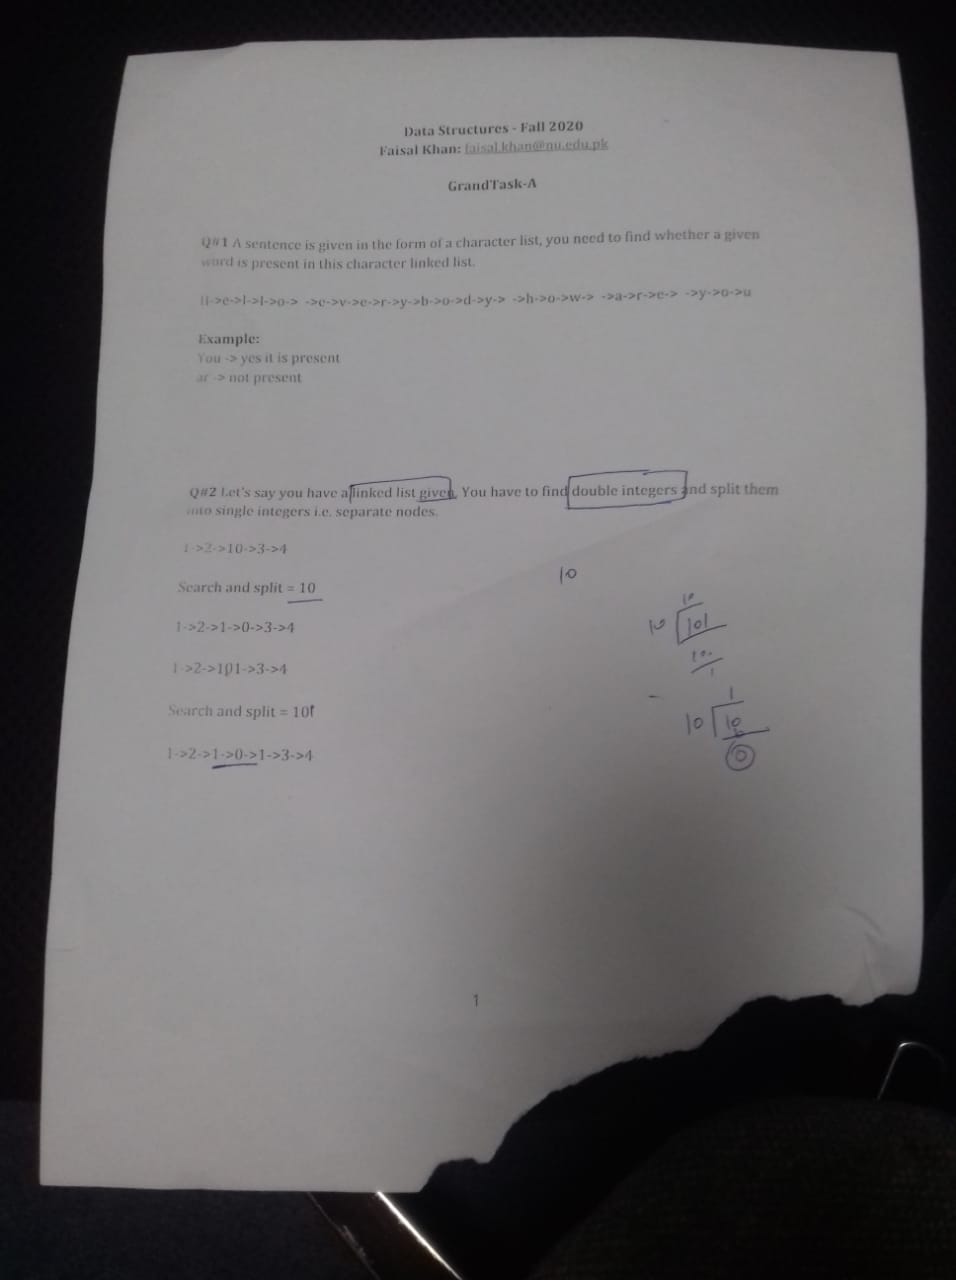 Data Structures - Fall 2020
Faisal Khan: faisal.khan@nu.edu.pk
GrandTask-A
Q#1 A sentence is given in the form of a character list, you need to find whether a given
word is present in this character linked list.
H->e->l->l->o-> ->e->v->e->r->y->b->o->d->y-> ->h->o->w-> ->a->r->e-> ->y->o->u
Example:
You -> yes it is present
ar -> not present
Q#2 Let's say you have a linked list given. You have to find double integers and split them
into single integers i.e. separate nodes.
1->2->10->3->4
10
Search and split = 10
10
10 101
1->2->1->0->3->4
10
1
1->2->101->3->4
1
Search and split = 101
10 10
0
1->2->1->0->1->3->4
1